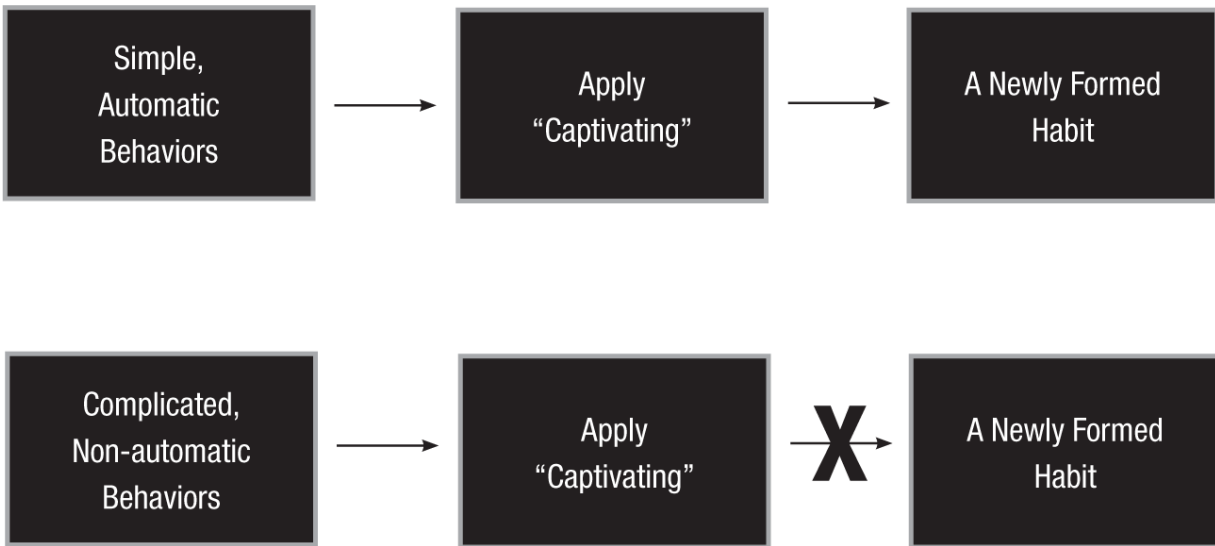 Simple,
Automatic
Behaviors
Apply
“Captivating”
A Newly Formed
Habit
Complicated,
Non-automatic
Behaviors
Apply
“Captivating”
X
A Newly Formed
Habit